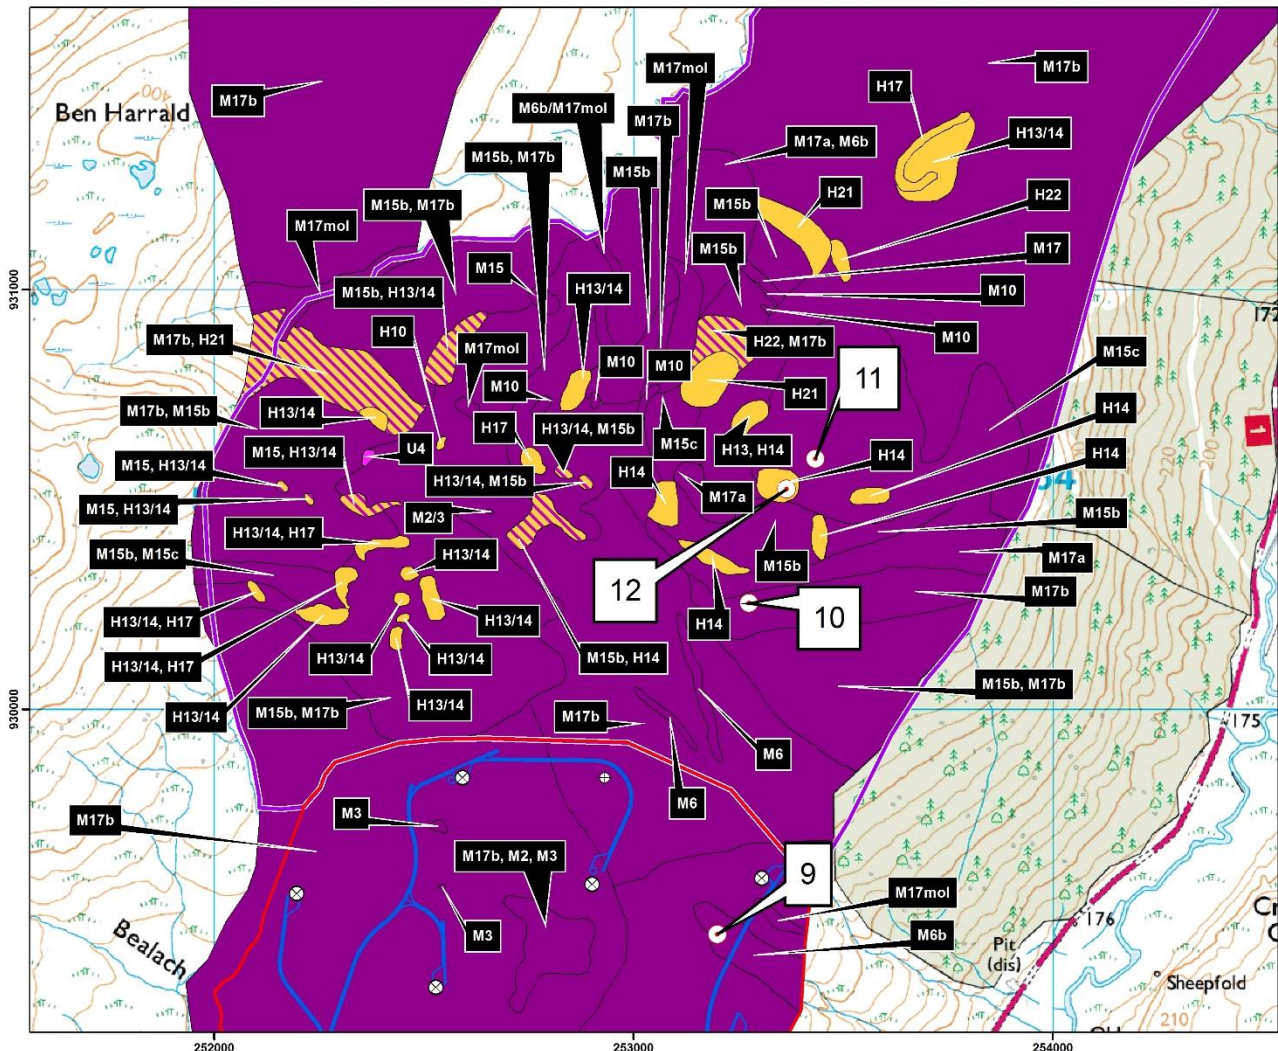 M17mol
M17b
M17b
H17
Ben Harrald
400
M6b/M17mol
M17b
M17a, M6b
H13/14
M15b, M17b
M15b
H22
M15b, M17b
M15b
H21
M17mol
M15b
M17
M15
931000
M15b, H13/14
H13/14
M10
172
H10
M17b, H21
M17mol
H22, M17b
M10
M15c
M10
M10
11
M10
H21
M17b, M15b
H13/14
H17
H13/14, M15b
H14
M15, H13/14
M15, H13/14
U4
M15c
H13, H14
H14
H14
1
220
200
H13/14, M15b
H14
M17a
M15, H13/14
M2/3
M15b
H13/14, H17
M15b, M15c
H13/14
M15b
M17a
12
10
M17b
H13/14, H17
H13/14
H14
H13/14, H17
H13/14
H13/14
M15b, H14
M15b, M17b
H13/14
M15b, M17b
H13/14
M17b
930000
175
M6
M3
M6
M17b
M17b, M2, M3
9
M17mol
176
Bealach
M3
M6b
Pit
(dis)
Sheepfold
210
252000
253000
254000